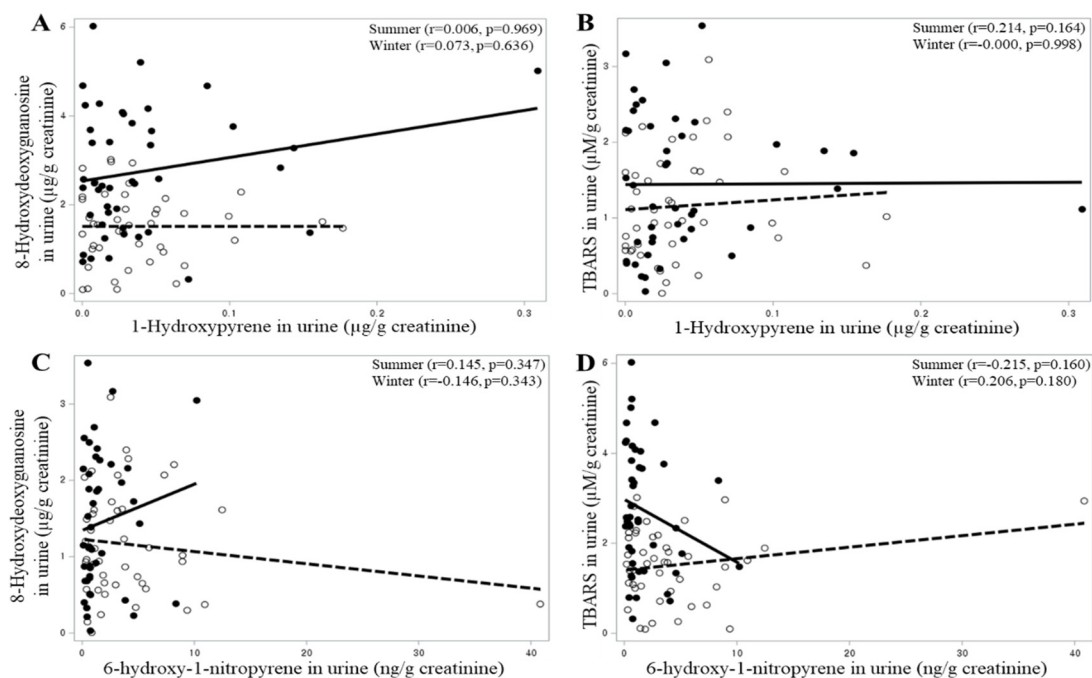 A
Summer (r=0.006, p=0.969)
Winter (r=0.073, p=0.636)
8-Hydroxydeoxyguanosine
in urine (µg/g creatinine)
6
4
2
0
0.0 0.1 0.2 0.3
1-Hydroxypyrene in urine (µg/g creatinine)
B
Summer (r=0.214, p=0.164)
Winter (r=-0.000, p=0.998)
TBARS in urine (µM/g creatinine)
3
2
1
0
0.0 0.1 0.2 0.3
1-Hydroxypyrene in urine (µg/g creatinine)
C
Summer (r=0.145, p=0.347)
Winter (r=-0.146, p=0.343)
8-Hydroxydeoxyguanosine
in urine (µg/g creatinine)
3
2
1
0
0 10 20 30 40
6-hydroxy-1-nitropyrene in urine (ng/g creatinine)
D
Summer (r=-0.215, p=0.160)
Winter (r=0.206, p=0.180)
TBARS in urine (µM/g creatinine)
6
4
2
0
0 10 20 30 40
6-hydroxy-1-nitropyrene in urine (ng/g creatinine)